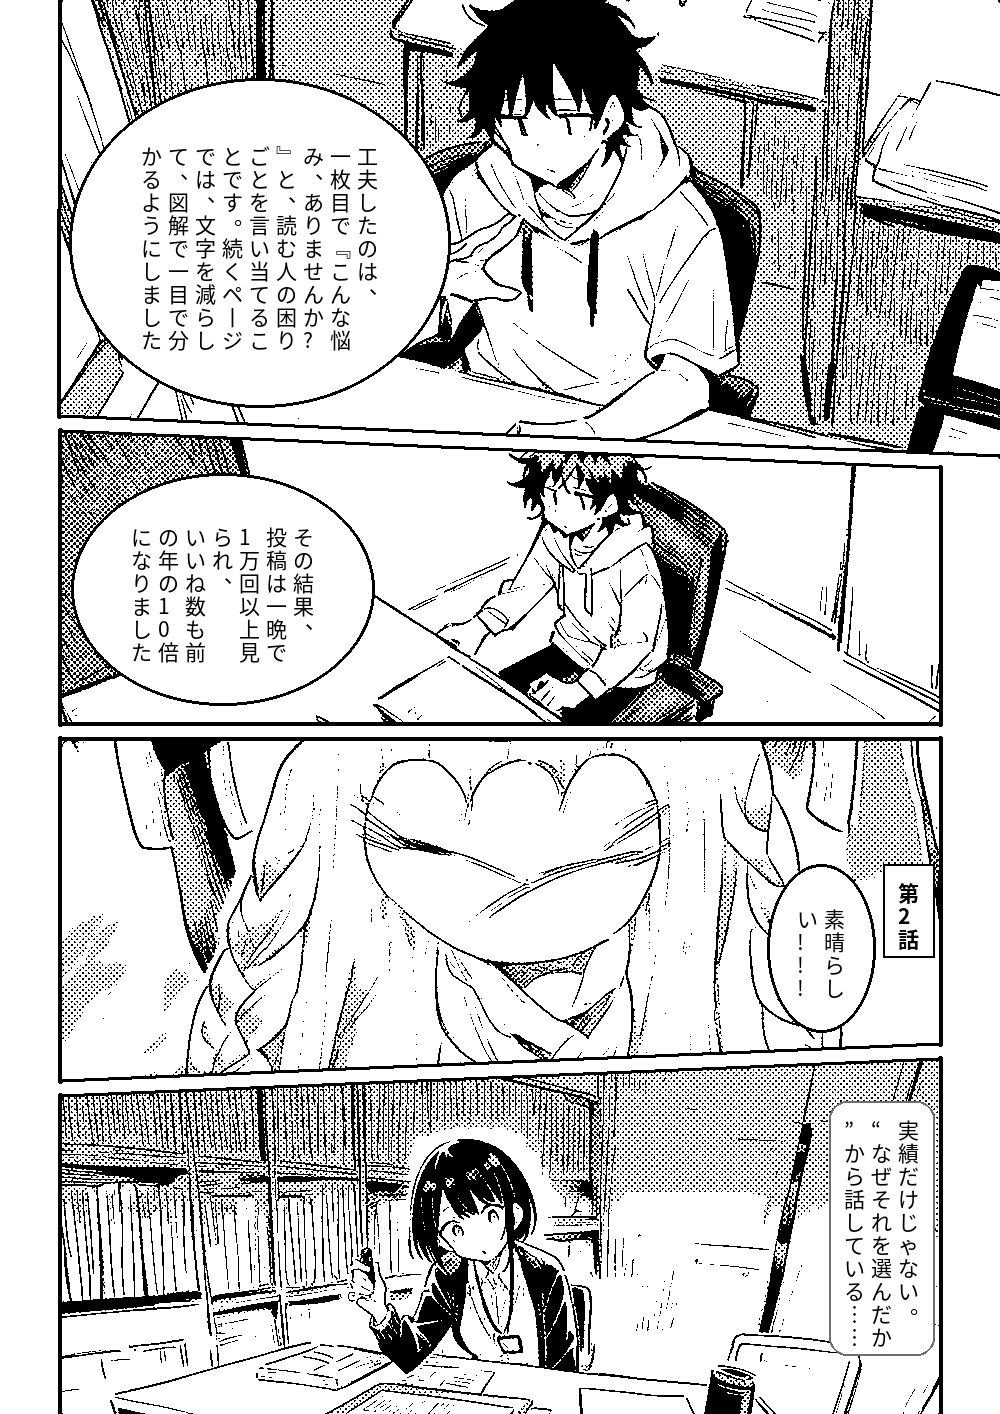 工夫したのは、
一枚目で『こんな悩
み、ありませんか?
』と、読む人の困り
ごとを言い当てるこ
とです。続くページ
では、文字を減らし
て、図解で一目で分
かるようにしました
その結果、
投稿は一晩で
1万回以上見
られ、
いいね数も前
の年の10倍
になりました
第2話
素晴らし
い！！！
実績だけじゃない。
“なぜそれを選んだか
”から話している……